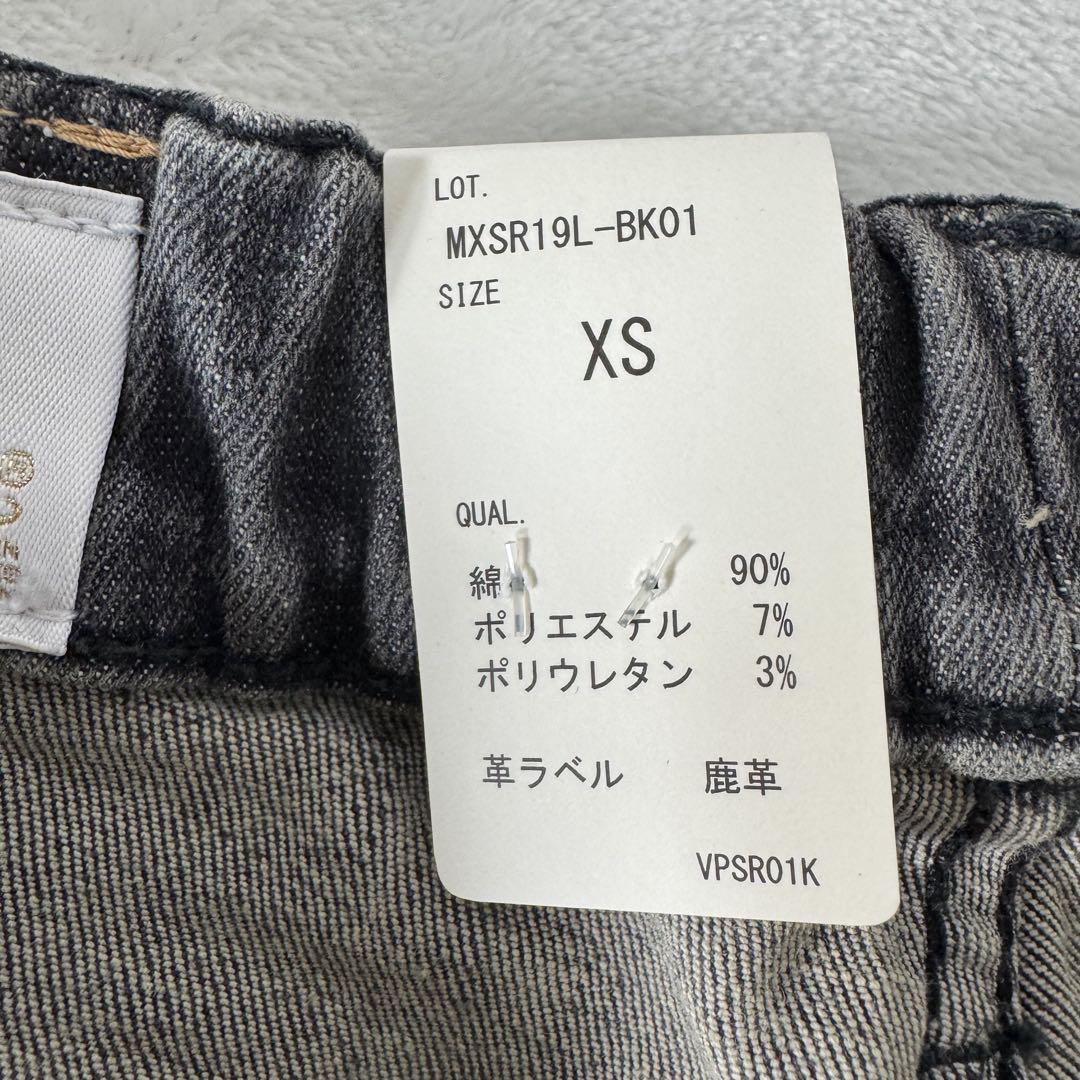 LOT.
MXSR19L-BK01
SIZE
XS
QUAL.
綿 90%
ポリエステル 7%
ポリウレタン 3%
革ラベル 鹿革
VPSR01K